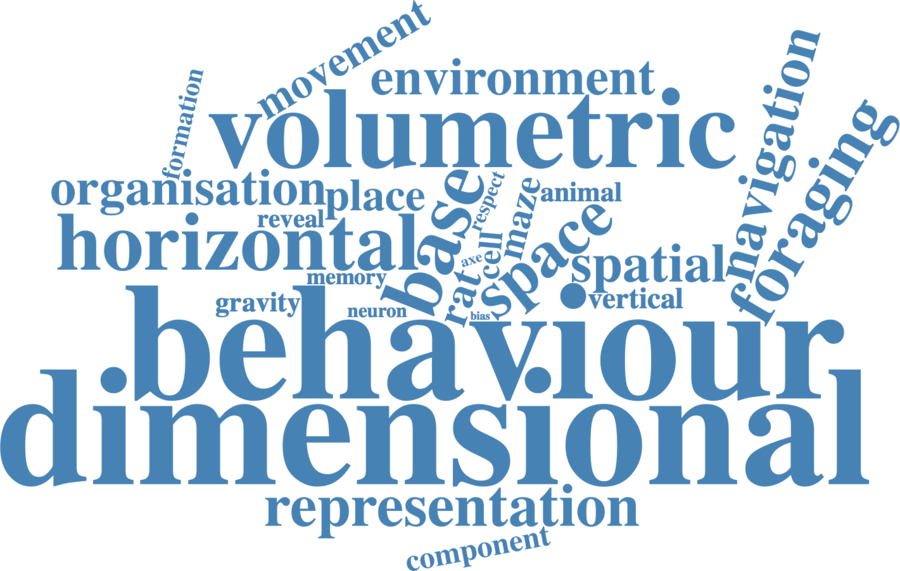 movement
environment
formation
volumetric
navigation
foraging
organisation
place
base
respect
maze
animal
reveal
horizontal
cell
space
axe
spatial
memory
rat
gravity
neuron
bias
vertical
behaviour
dimensional
representation
component